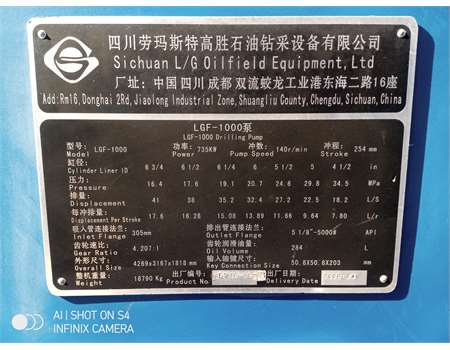 四川劳玛斯特高胜石油钻采设备有限公司
Sichuan L/G Oilfield Equipment,Ltd
厂址: 中国四川成都双流蛟龙工业港东海二路16座
Add:Rm16,Donghai 2Rd,Jiaolong Industrial Zone,Shuangliu County,Chengdu,Sichuan,China
LGF-1000泵
LGF-1000 Drilling Pump
型号: LGF-1000 功率: 735KW 冲数: 140r/min 冲程: 254 mm
Model Power Pump Speed Stroke
缸径: 6 3/4 6 1/2 6 1/4 6 5 1/2 5 4 1/2 in
Cylinder Liner ID
压力: 16.4 17.6 19.1 20.7 24.6 29.8 34.5 MPa
Pressure
排量: 41 38 35.2 32.4 27.2 22.5 18.2 L/s
Displacement
每冲排量: 17.6 16.28 15.08 13.89 11.66 9.64 7.80 L/r
Displacement Per Stroke
吸入管连接法兰: 305mm 排出管连接法兰: 5 1/8"-5000# API
Inlet Flange Outlet Flange
齿轮速比: 4.207:1 齿轮润滑油量: 284 L
Gear Ratio Oil Volume
外形尺寸: 4269x3167x1818 mm 输入轴键尺寸: 50.8X50.8X203 mm
Overall Size Key Connection Size
整机重量: 18790 Kg 出厂编号: 出厂日期:
Weight Product No Delivery Date
AI|SHOT ON S4
INFINIX CAMERA